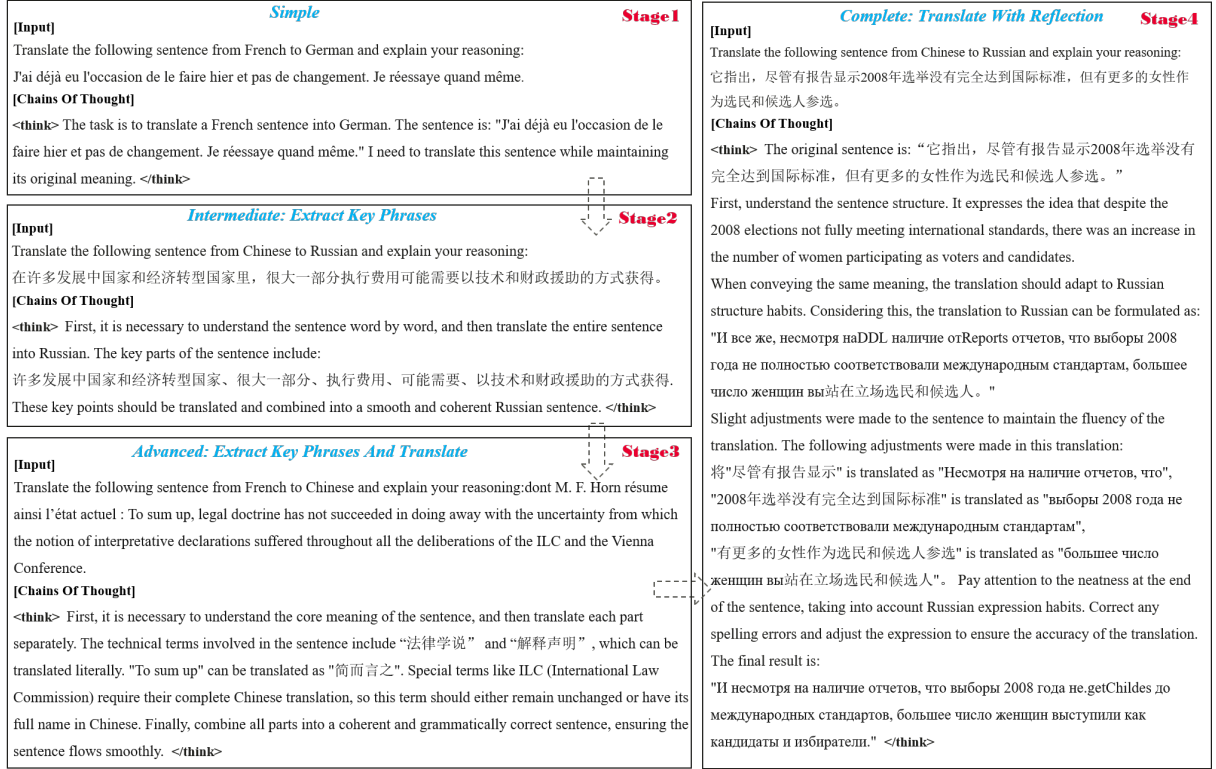 Simple
Stage1
[Input]
Translate the following sentence from French to German and explain your reasoning:
J'ai déjà eu l'occasion de le faire hier et pas de changement. Je réessaye quand même.
[Chains Of Thought]
<think> The task is to translate a French sentence into German. The sentence is: "J'ai déjà eu l'occasion de le
faire hier et pas de changement. Je réessaye quand même." I need to translate this sentence while maintaining
its original meaning. </think>
Intermediate: Extract Key Phrases
Stage2
[Input]
Translate the following sentence from Chinese to Russian and explain your reasoning:
在许多发展中国家和经济转型国家里，很大一部分执行费用可能需要以技术和财政援助的方式获得。
[Chains Of Thought]
<think> First, it is necessary to understand the sentence word by word, and then translate the entire sentence
into Russian. The key parts of the sentence include:
许多发展中国家和经济转型国家、很大一部分、执行费用、可能需要、以技术和财政援助的方式获得.
These key points should be translated and combined into a smooth and coherent Russian sentence. </think>
Advanced: Extract Key Phrases And Translate
Stage3
[Input]
Translate the following sentence from French to Chinese and explain your reasoning:dont M. F. Horn résume
ainsi l’état actuel : To sum up, legal doctrine has not succeeded in doing away with the uncertainty from which
the notion of interpretative declarations suffered throughout all the deliberations of the ILC and the Vienna
Conference.
[Chains Of Thought]
<think> First, it is necessary to understand the core meaning of the sentence, and then translate each part
separately. The technical terms involved in the sentence include “法律学说” and “解释声明”, which can be
translated literally. "To sum up" can be translated as "简而言之". Special terms like ILC (International Law
Commission) require their complete Chinese translation, so this term should either remain unchanged or have its
full name in Chinese. Finally, combine all parts into a coherent and grammatically correct sentence, ensuring the
sentence flows smoothly. </think>
Complete: Translate With Reflection
Stage4
[Input]
Translate the following sentence from Chinese to Russian and explain your reasoning:
它指出，尽管有报告显示2008年选举没有完全达到国际标准，但有更多的女性作
为选民和候选人参选。
[Chains Of Thought]
<think> The original sentence is: “它指出，尽管有报告显示2008年选举没有
完全达到国际标准，但有更多的女性作为选民和候选人参选。”
First, understand the sentence structure. It expresses the idea that despite the
2008 elections not fully meeting international standards, there was an increase in
the number of women participating as voters and candidates.
When conveying the same meaning, the translation should adapt to Russian
structure habits. Considering this, the translation to Russian can be formulated as:
"И все же, несмотря наDDL наличие отReports отчетов, что выборы 2008
года не полностью соответствовали международным стандартам, большее
число женщин вы站在立场选民和候选人。"
Slight adjustments were made to the sentence to maintain the fluency of the
translation. The following adjustments were made in this translation:
将"尽管有报告显示" is translated as "Несмотря на наличие отчетов, что",
"2008年选举没有完全达到国际标准" is translated as "выборы 2008 года не
полностью соответствовали международным стандартам",
"有更多的女性作为选民和候选人参选" is translated as "большее число
женщин вы站在立场选民和候选人"。 Pay attention to the neatness at the end
of the sentence, taking into account Russian expression habits. Correct any
spelling errors and adjust the expression to ensure the accuracy of the translation.
The final result is:
"И несмотря на наличие отчетов, что выборы 2008 года не.getChildes до
международных стандартов, большее число женщин выступили как
кандидаты и избиратели." </think>